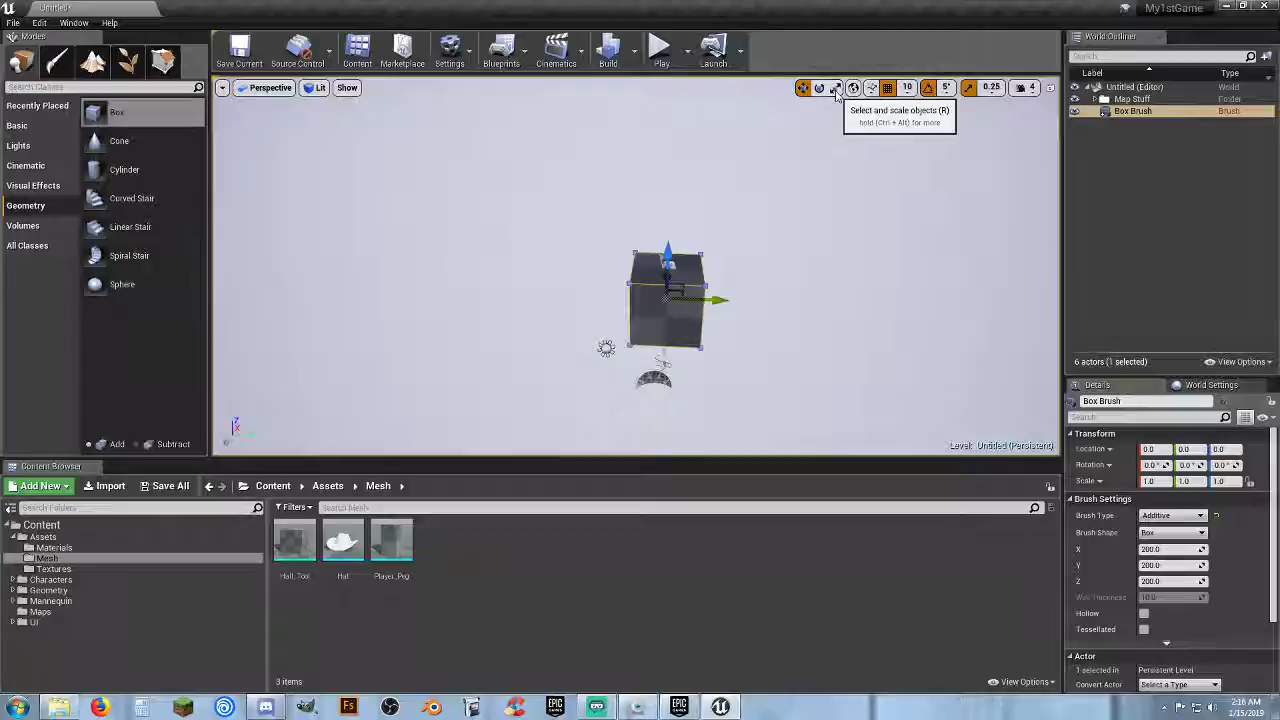 Untitled*
My1stGame
File Edit Window Help
Modes
Search Classes
Recently Placed
Basic
Lights
Cinematic
Visual Effects
Geometry
Volumes
All Classes
Box
Cone
Cylinder
Curved Stair
Linear Stair
Spiral Stair
Sphere
Add Subtract
Save Current Source Control Content Marketplace Settings Blueprints Cinematics Build Play Launch
Perspective Lit Show
10 5° 0.25 4
Select and scale objects (R)
hold (Ctrl + Alt) for more
Level: Untitled (Persistent)
World Outliner
Search...
Label Type
Untitled (Editor) World
Map Stuff Folder
Box Brush Brush
6 actors (1 selected) View Options
Details World Settings
Box Brush
Search
Transform
Location 0.0 0.0 0.0
Rotation 0.0° 0.0° 0.0°
Scale 1.0 1.0 1.0
Brush Settings
Brush Type Additive
Brush Shape Box
X 200.0
Y 200.0
Z 200.0
Wall Thickness 10.0
Hollow
Tessellated
Actor
1 selected in Persistent Level
Convert Actor Select a Type
Content Browser
Add New Import Save All Content Assets Mesh
Search Folders
Filters Search Mesh
Content
Assets
Materials
Mesh
Textures
Characters
Geometry
Mannequin
Maps
UI
Hall_Tool Hat Player_Peg
3 items View Options
EPIC GAMES
EPIC GAMES
Fs
2:16 AM
1/15/2019